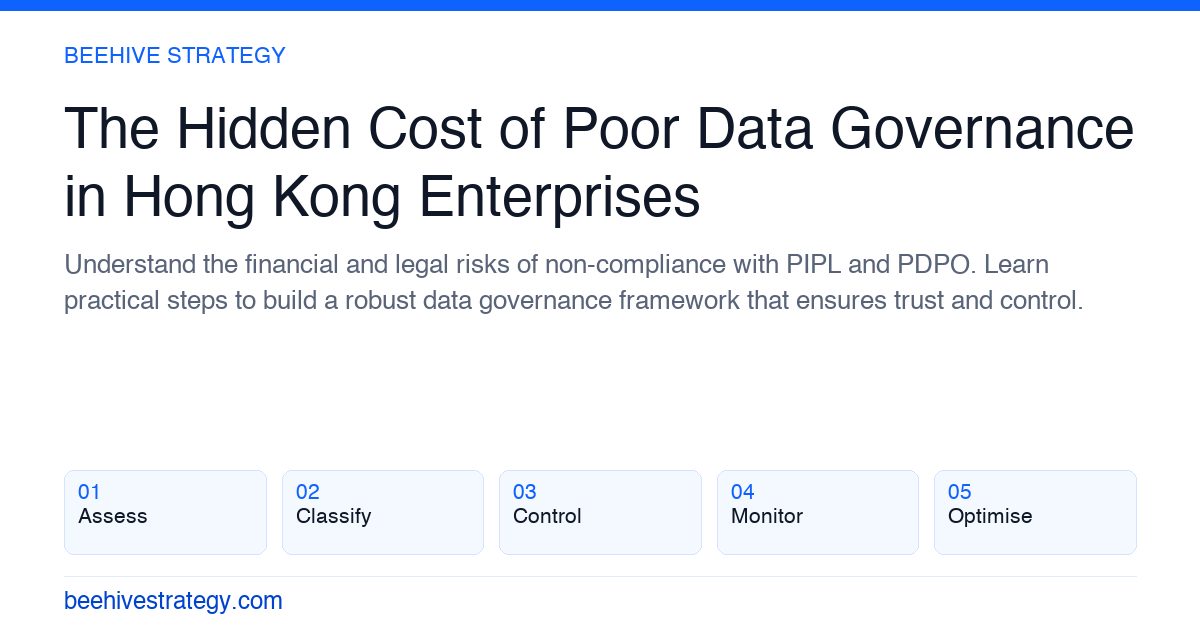 BEEHIVE STRATEGY
The Hidden Cost of Poor Data Governance
in Hong Kong Enterprises
Understand the financial and legal risks of non-compliance with PIPL and PDPO. Learn
practical steps to build a robust data governance framework that ensures trust and control.
01
Assess
02
Classify
03
Control
04
Monitor
05
Optimise
beehivestrategy.com